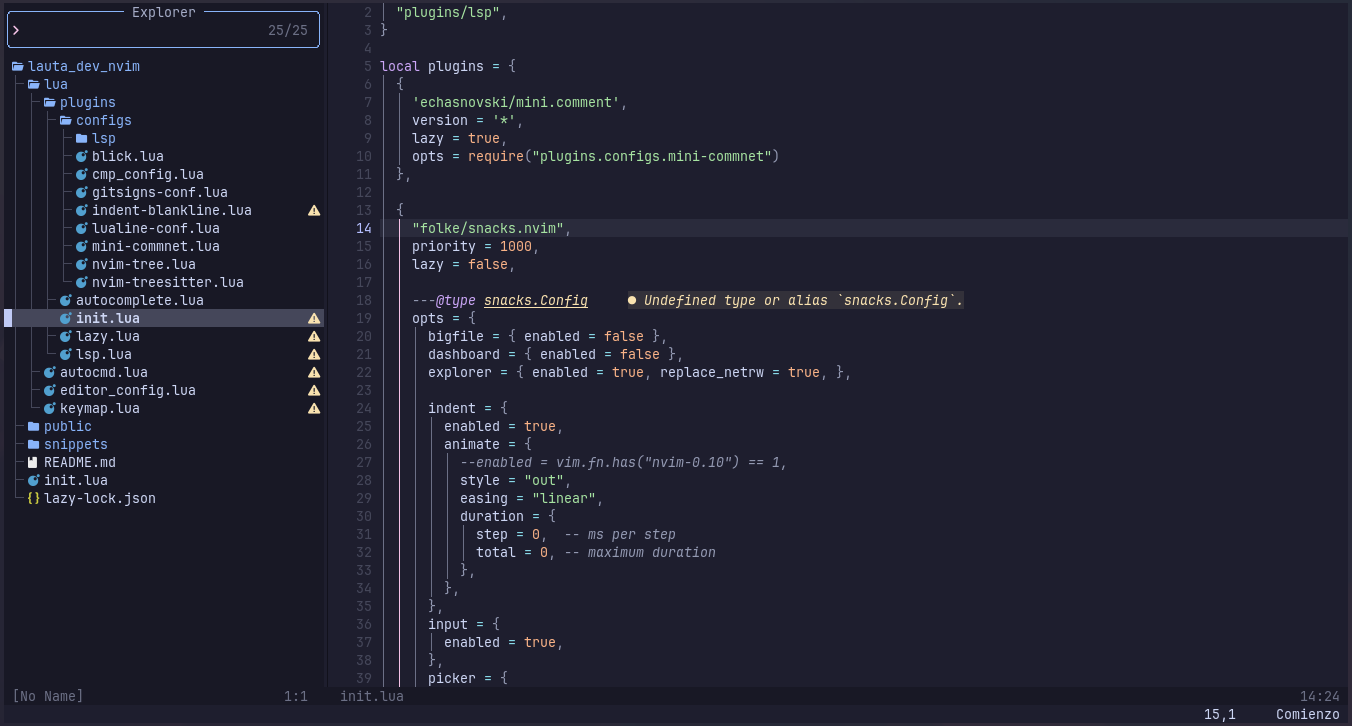 Explorer
25/25
lauta_dev_nvim
lua
plugins
configs
lsp
blick.lua
cmp_config.lua
gitsigns-conf.lua
indent-blankline.lua
lualine-conf.lua
mini-commnet.lua
nvim-tree.lua
nvim-treesitter.lua
autocomplete.lua
init.lua
lazy.lua
lsp.lua
autocmd.lua
editor_config.lua
keymap.lua
public
snippets
README.md
init.lua
{} lazy-lock.json
[No Name] 1:1
2 "plugins/lsp",
3 }
4
5 local plugins = {
6 {
7 'echasnovski/mini.comment',
8 version = '*',
9 lazy = true,
10 opts = require("plugins.configs.mini-commnet")
11 },
12
13 {
14 "folke/snacks.nvim",
15 priority = 1000,
16 lazy = false,
17
18 ---@type snacks.Config ● Undefined type or alias `snacks.Config`.
19 opts = {
20 bigfile = { enabled = false },
21 dashboard = { enabled = false },
22 explorer = { enabled = true, replace_netrw = true, },
23
24 indent = {
25 enabled = true,
26 animate = {
27 --enabled = vim.fn.has("nvim-0.10") == 1,
28 style = "out",
29 easing = "linear",
30 duration = {
31 step = 0, -- ms per step
32 total = 0, -- maximum duration
33 },
34 },
35 },
36 input = {
37 enabled = true,
38 },
39 picker = {
init.lua 14:24
15,1 Comienzo